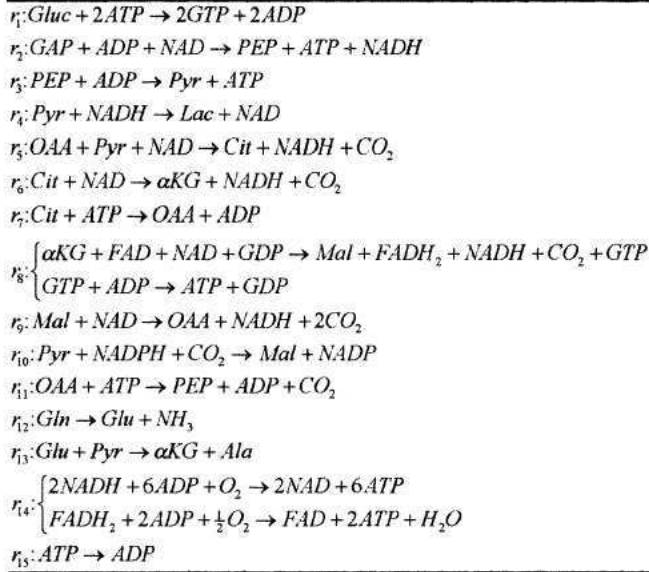 r₁:Gluc + 2ATP → 2GTP + 2ADP
r₂:GAP + ADP + NAD → PEP + ATP + NADH
r₃:PEP + ADP → Pyr + ATP
r₄:Pyr + NADH → Lac + NAD
r₅:OAA + Pyr + NAD → Cit + NADH + CO₂
r₆:Cit + NAD → αKG + NADH + CO₂
r₇:Cit + ATP → OAA + ADP
r₈:{αKG + FAD + NAD + GDP → Mal + FADH₂ + NADH + CO₂ + GTP
GTP + ADP → ATP + GDP
r₉:Mal + NAD → OAA + NADH + 2CO₂
r₁₀:Pyr + NADPH + CO₂ → Mal + NADP
r₁₁:OAA + ATP → PEP + ADP + CO₂
r₁₂:Gln → Glu + NH₃
r₁₃:Glu + Pyr → αKG + Ala
r₁₄:{2NADH + 6ADP + O₂ → 2NAD + 6ATP
FADH₂ + 2ADP + ½O₂ → FAD + 2ATP + H₂O
r₁₅:ATP → ADP